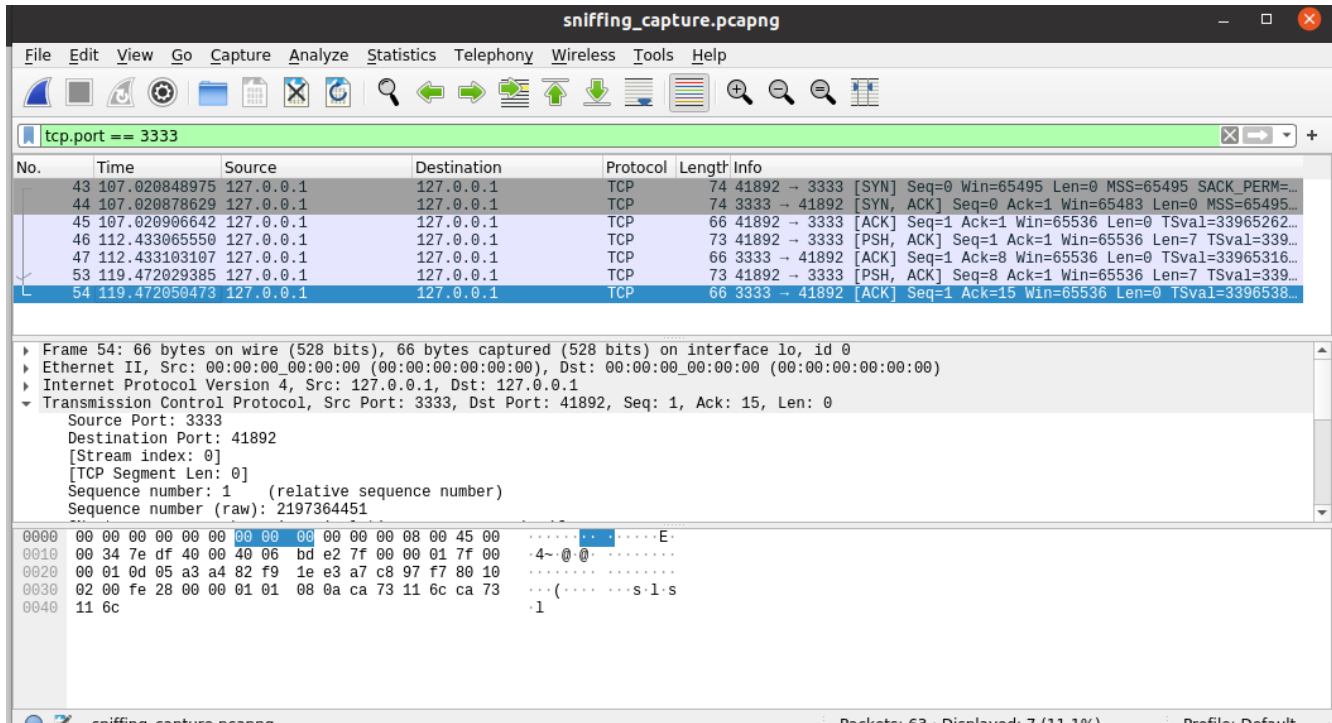 sniffing_capture.pcapng
File Edit View Go Capture Analyze Statistics Telephony Wireless Tools Help
tcp.port == 3333
No. Time Source Destination Protocol Length Info
43 107.020848975 127.0.0.1 127.0.0.1 TCP 74 41892 → 3333 [SYN] Seq=0 Win=65495 Len=0 MSS=65495 SACK_PERM=…
44 107.020878629 127.0.0.1 127.0.0.1 TCP 74 3333 → 41892 [SYN, ACK] Seq=0 Ack=1 Win=65483 Len=0 MSS=65495…
45 107.020906642 127.0.0.1 127.0.0.1 TCP 66 41892 → 3333 [ACK] Seq=1 Ack=1 Win=65536 Len=0 TSval=33965262…
46 112.433065550 127.0.0.1 127.0.0.1 TCP 73 41892 → 3333 [PSH, ACK] Seq=1 Ack=1 Win=65536 Len=7 TSval=339…
47 112.433103107 127.0.0.1 127.0.0.1 TCP 66 3333 → 41892 [ACK] Seq=1 Ack=8 Win=65536 Len=0 TSval=33965316…
53 119.472029385 127.0.0.1 127.0.0.1 TCP 73 41892 → 3333 [PSH, ACK] Seq=8 Ack=1 Win=65536 Len=7 TSval=339…
54 119.472050473 127.0.0.1 127.0.0.1 TCP 66 3333 → 41892 [ACK] Seq=1 Ack=15 Win=65536 Len=0 TSval=3396538…
Frame 54: 66 bytes on wire (528 bits), 66 bytes captured (528 bits) on interface lo, id 0
Ethernet II, Src: 00:00:00_00:00:00 (00:00:00:00:00:00), Dst: 00:00:00_00:00:00 (00:00:00:00:00:00)
Internet Protocol Version 4, Src: 127.0.0.1, Dst: 127.0.0.1
Transmission Control Protocol, Src Port: 3333, Dst Port: 41892, Seq: 1, Ack: 15, Len: 0
Source Port: 3333
Destination Port: 41892
[Stream index: 0]
[TCP Segment Len: 0]
Sequence number: 1 (relative sequence number)
Sequence number (raw): 2197364451
0000 00 00 00 00 00 00 00 00 00 00 00 00 08 00 45 00 ··············E·
0010 00 34 7e df 40 00 40 06 bd e2 7f 00 00 01 7f 00 ·4~·@·@·········
0020 00 01 0d 05 a3 a4 82 f9 1e e3 a7 c8 97 f7 80 10 ················
0030 02 00 fe 28 00 00 01 01 08 0a ca 73 11 6c ca 73 ···(·······s·l·s
0040 11 6c ·l
sniffing_capture.pcapng Packets: 63 · Displayed: 7 (11.1%) Profile: Default